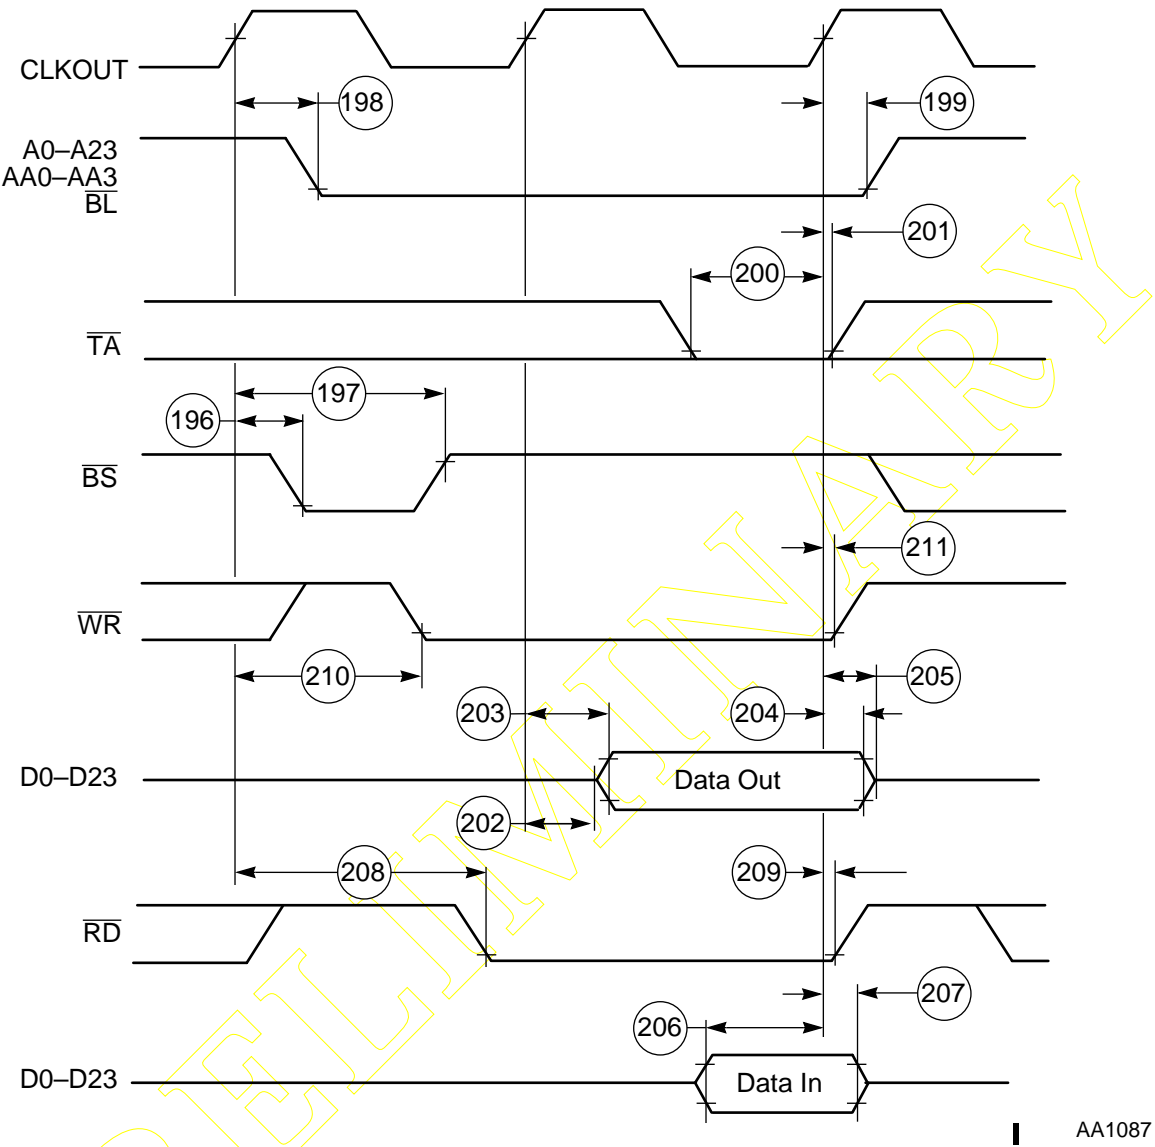 CLKOUT
198
199
A0–A23
AA0–AA3
BL
201
200
TA
197
196
BS
211
WR
210
205
203
204
D0–D23
Data Out
202
208
209
RD
207
206
D0–D23
Data In
PRELIMINARY
AA1087